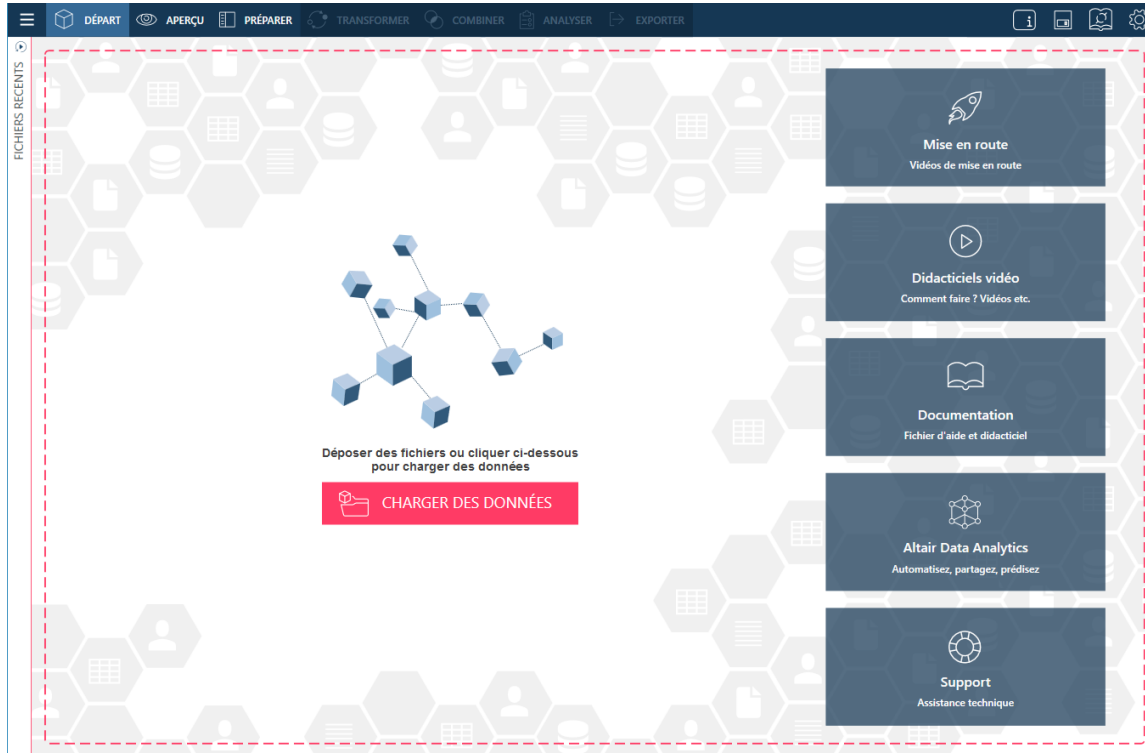 DÉPART
APERÇU
PRÉPARER
TRANSFORMER
COMBINER
ANALYSER
EXPORTER
FICHIERS RECENTS
Déposer des fichiers ou cliquer ci-dessous
pour charger des données
CHARGER DES DONNÉES
Mise en route
Vidéos de mise en route
Didacticiels vidéo
Comment faire ? Vidéos etc.
Documentation
Fichier d'aide et didacticiel
Altair Data Analytics
Automatisez, partagez, prédisez
Support
Assistance technique